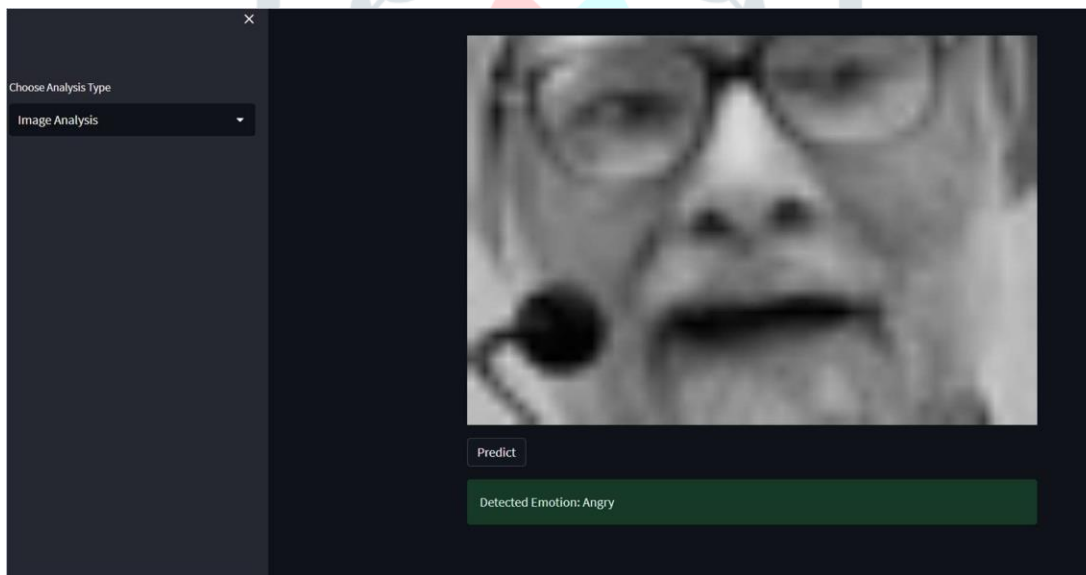 Choose Analysis Type
Image Analysis
Predict
Detected Emotion: Angry